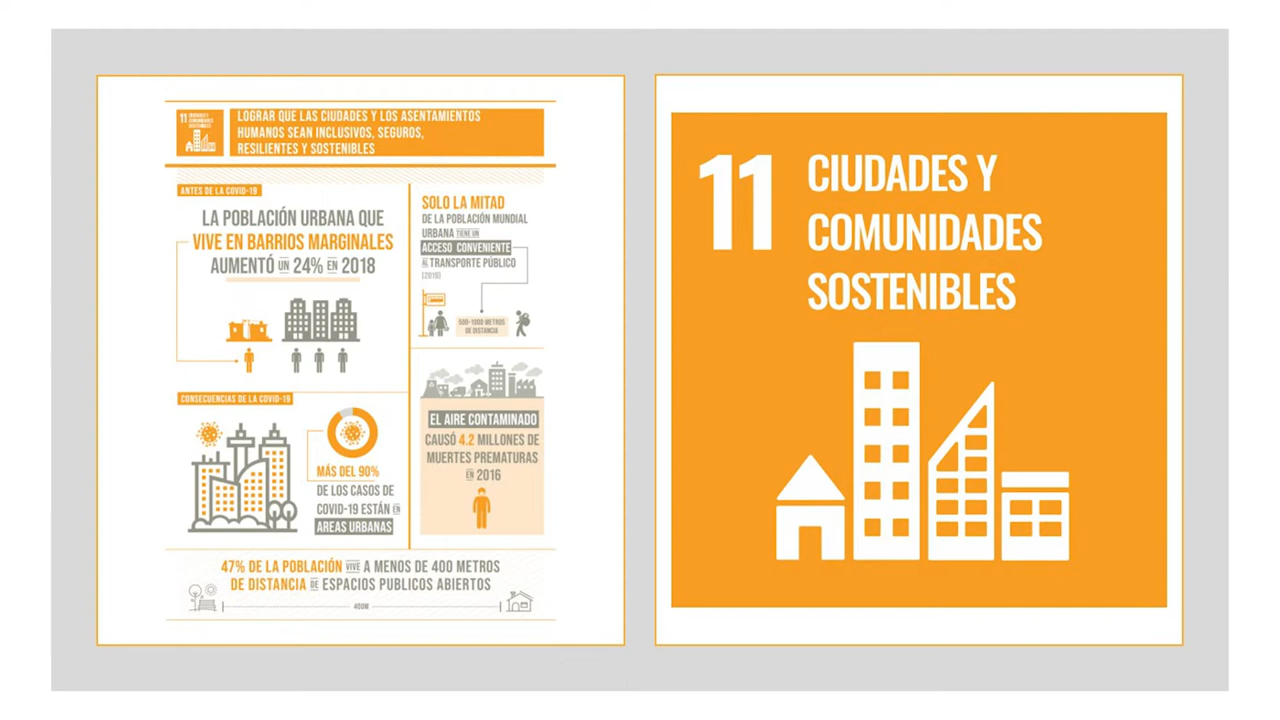 11 CIUDADES Y
COMUNIDADES
SOSTENIBLES
LOGRAR QUE LAS CIUDADES Y LOS ASENTAMIENTOS
HUMANOS SEAN INCLUSIVOS, SEGUROS,
RESILIENTES Y SOSTENIBLES
ANTES DE LA COVID-19
LA POBLACIÓN URBANA QUE
VIVE EN BARRIOS MARGINALES
AUMENTÓ UN 24% EN 2018
SOLO LA MITAD
DE LA POBLACIÓN MUNDIAL
URBANA TIENE UN
ACCESO CONVENIENTE
AL TRANSPORTE PÚBLICO
(2019)
500-1000 METROS
DE DISTANCIA
CONSECUENCIAS DE LA COVID-19
MÁS DEL 90%
DE LOS CASOS DE
COVID-19 ESTÁN EN
AREAS URBANAS
EL AIRE CONTAMINADO
CAUSÓ 4.2 MILLONES DE
MUERTES PREMATURAS
EN 2016
47% DE LA POBLACIÓN VIVE A MENOS DE 400 METROS
DE DISTANCIA DE ESPACIOS PUBLICOS ABIERTOS
400M
11 CIUDADES Y
COMUNIDADES
SOSTENIBLES